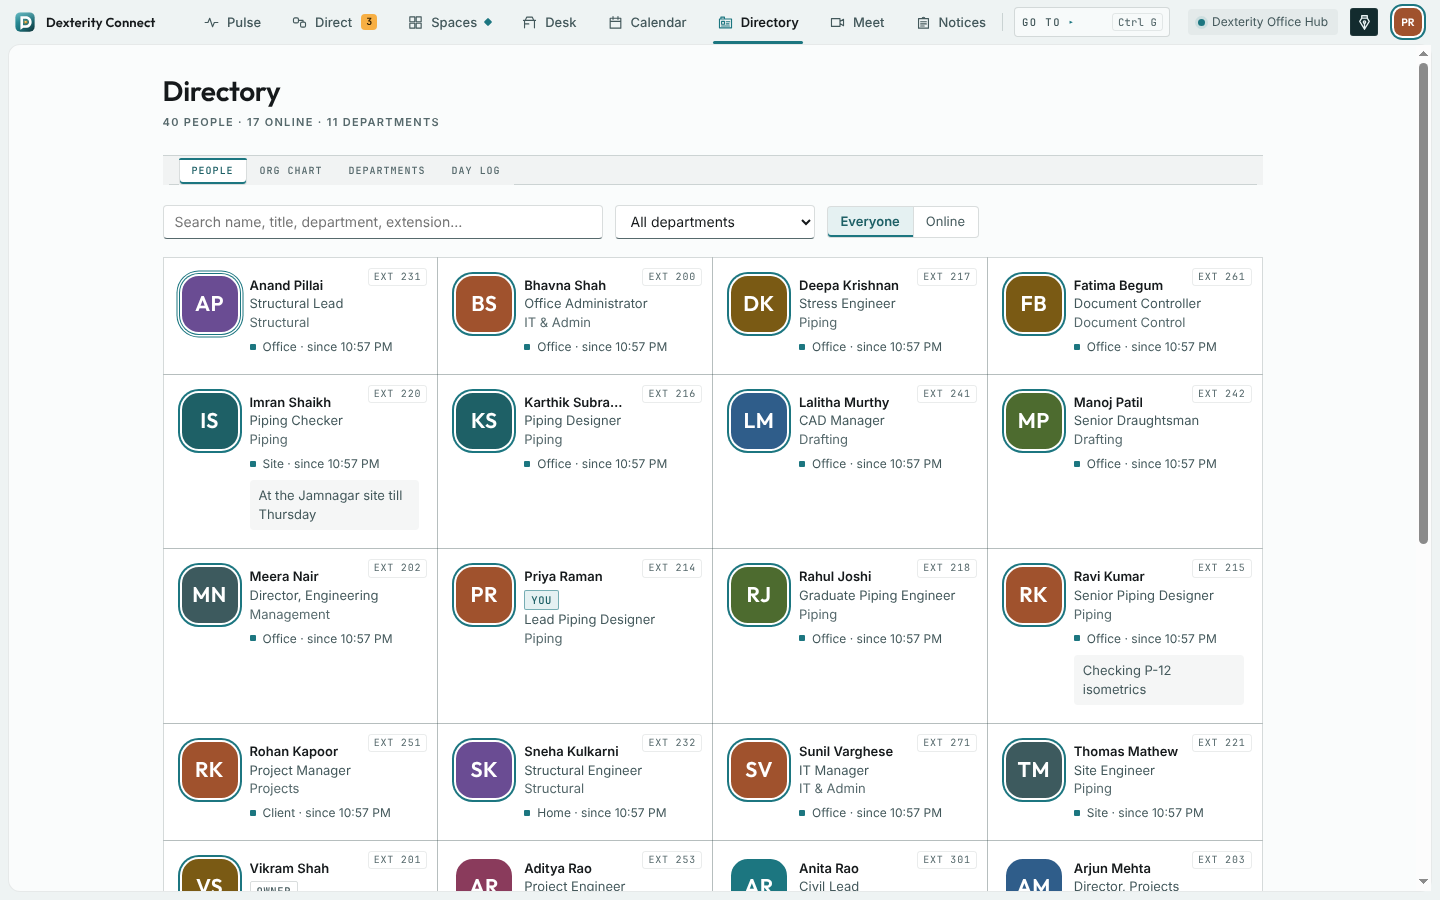 Dexterity Connect
Pulse
Direct 3
Spaces
Desk
Calendar
Directory
Meet
Notices
GO TO
Ctrl G
Dexterity Office Hub
PR
Directory
40 PEOPLE · 17 ONLINE · 11 DEPARTMENTS
PEOPLE
ORG CHART
DEPARTMENTS
DAY LOG
Search name, title, department, extension...
All departments
Everyone
Online
AP
Anand Pillai
EXT 231
Structural Lead
Structural
Office · since 10:57 PM
BS
Bhavna Shah
EXT 200
Office Administrator
IT & Admin
Office · since 10:57 PM
DK
Deepa Krishnan
EXT 217
Stress Engineer
Piping
Office · since 10:57 PM
FB
Fatima Begum
EXT 261
Document Controller
Document Control
Office · since 10:57 PM
IS
Imran Shaikh
EXT 220
Piping Checker
Piping
Site · since 10:57 PM
At the Jamnagar site till
Thursday
KS
Karthik Subra...
EXT 216
Piping Designer
Piping
Office · since 10:57 PM
LM
Lalitha Murthy
EXT 241
CAD Manager
Drafting
Office · since 10:57 PM
MP
Manoj Patil
EXT 242
Senior Draughtsman
Drafting
Office · since 10:57 PM
MN
Meera Nair
EXT 202
Director, Engineering
Management
Office · since 10:57 PM
PR
Priya Raman
EXT 214
YOU
Lead Piping Designer
Piping
RJ
Rahul Joshi
EXT 218
Graduate Piping Engineer
Piping
Office · since 10:57 PM
RK
Ravi Kumar
EXT 215
Senior Piping Designer
Piping
Office · since 10:57 PM
Checking P-12
isometrics
RK
Rohan Kapoor
EXT 251
Project Manager
Projects
Client · since 10:57 PM
SK
Sneha Kulkarni
EXT 232
Structural Engineer
Structural
Home · since 10:57 PM
SV
Sunil Varghese
EXT 271
IT Manager
IT & Admin
Office · since 10:57 PM
TM
Thomas Mathew
EXT 221
Site Engineer
Piping
Site · since 10:57 PM
VS
Vikram Shah
EXT 201
OWNER
AR
Aditya Rao
EXT 253
Project Engineer
AR
Anita Rao
EXT 301
Civil Lead
AM
Arjun Mehta
EXT 203
Director, Projects